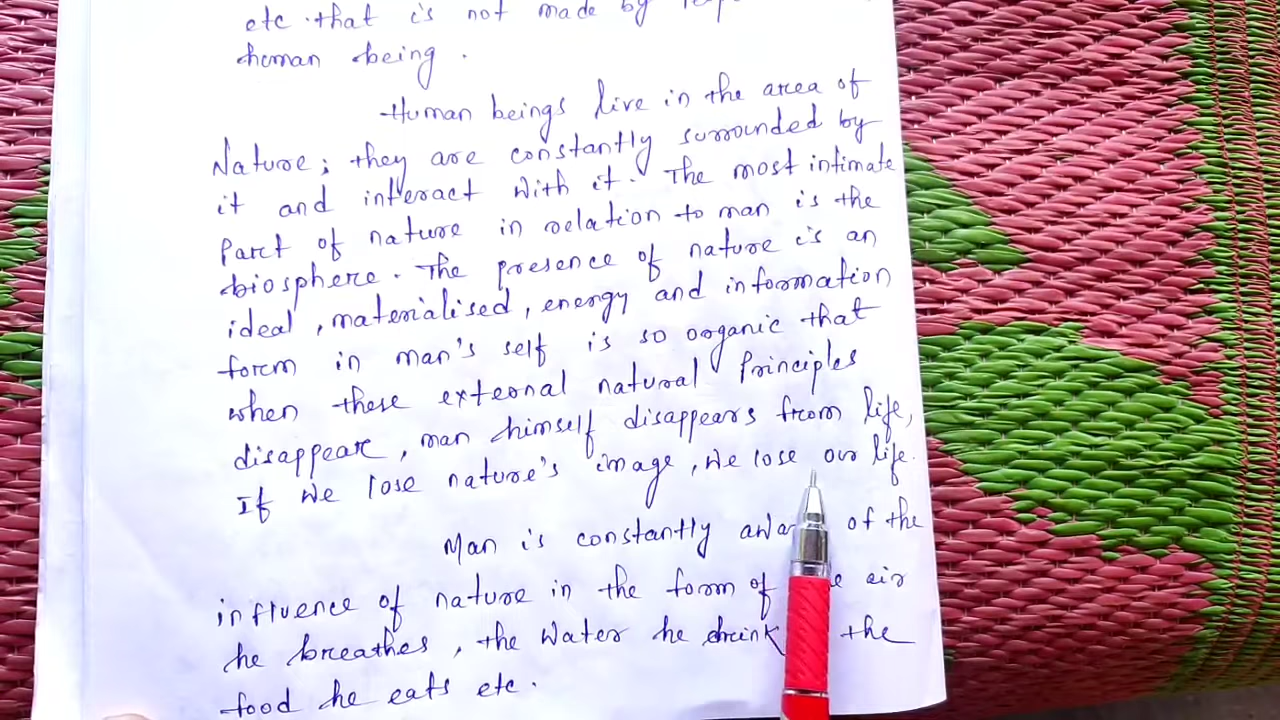 etc. that is not made by
human being.
Human beings live in the area of
Nature; they are constantly surrounded by
it and interact with it. The most intimate
Part of nature in relation to man is the
biosphere. The presence of nature is an
ideal, materialised, energy and information
form in man's self is so organic that
when these external natural Principles
disappear, man himself disappears from life,
If we lose nature's image, we lose our life.
Man is constantly of the
influence of nature in the form of air
he breathes, the water he drink the
food he eats etc.